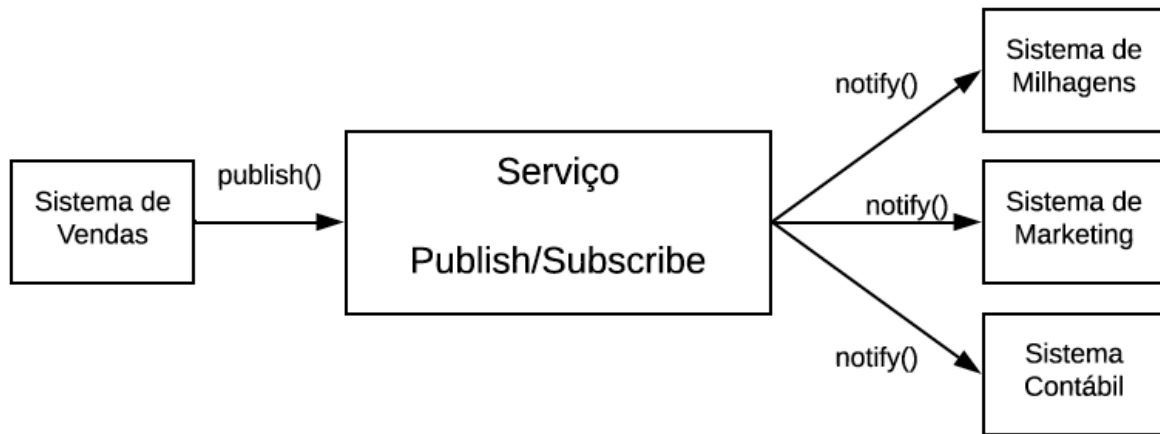 Sistema de
Vendas
publish()
Serviço
Publish/Subscribe
notify()
Sistema de
Milhagens
notify()
Sistema de
Marketing
notify()
Sistema
Contábil